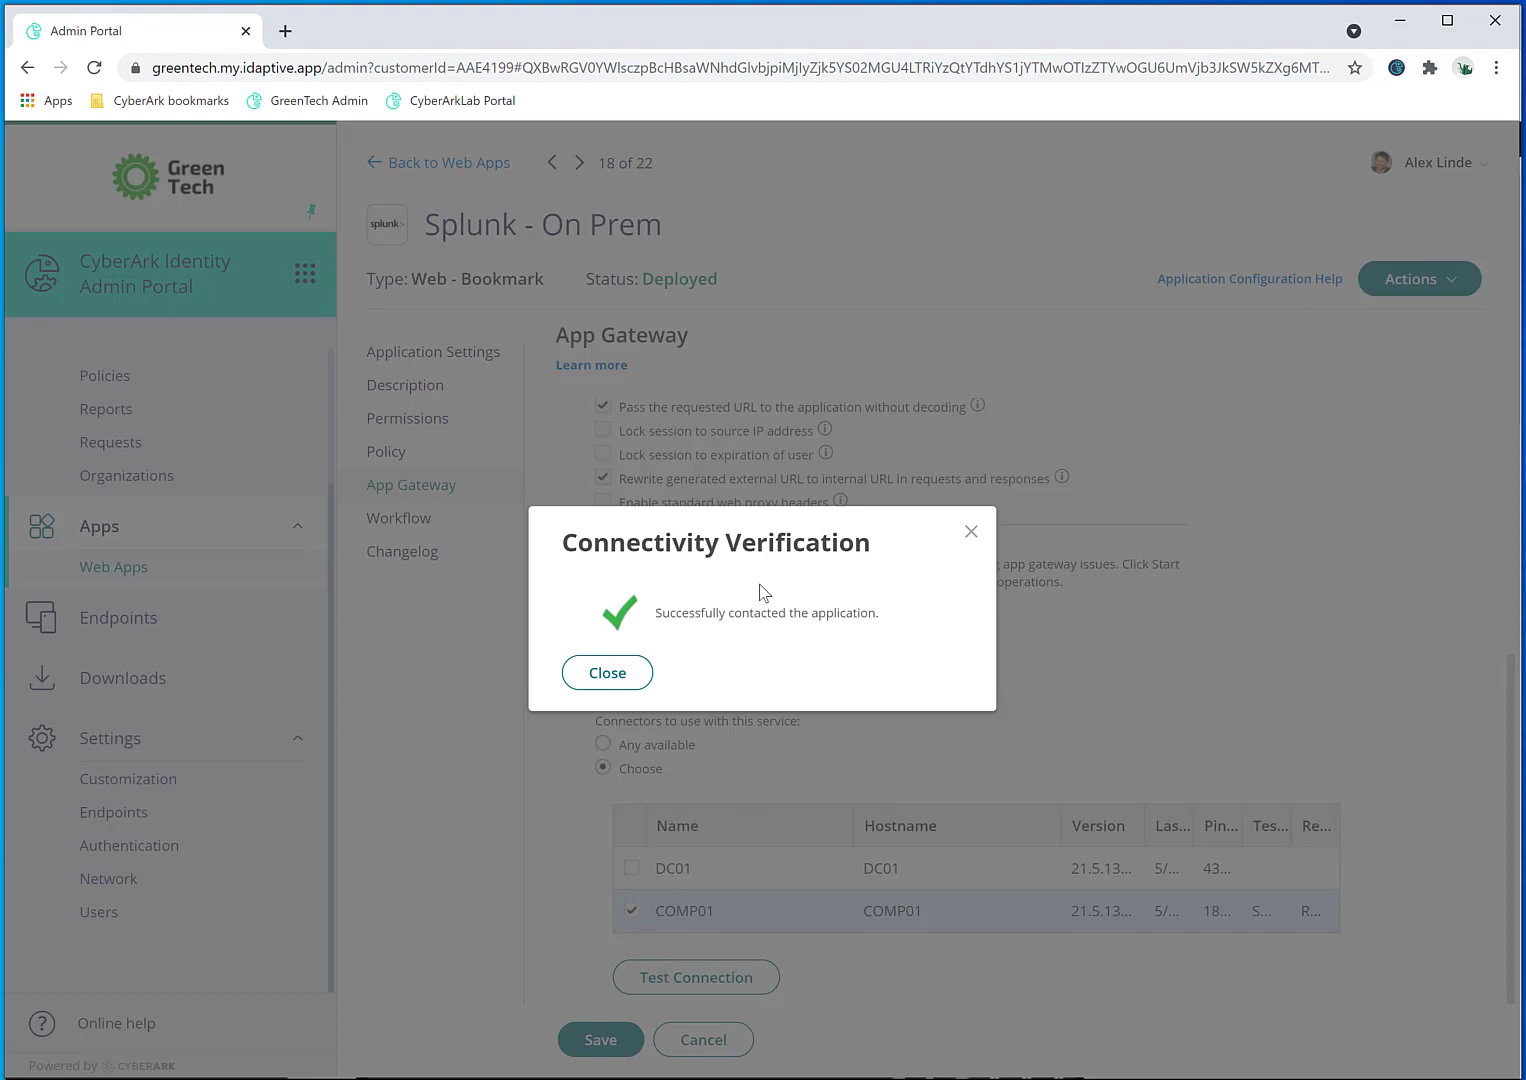 Admin Portal
greentech.my.idaptive.app/admin?customerId=AAE4199#QXBwRGV0YWlsczpBcHBsaWNhdGlvbjpiMjIyZjk5YS02MGU4LTRiYzQtYTdhYS1jYTMwOTIzZTYwOGU6UmVjb3JkSW5kZXg6MT...
Apps
CyberArk bookmarks
GreenTech Admin
CyberArkLab Portal
Green
Tech
CyberArk Identity
Admin Portal
Policies
Reports
Requests
Organizations
Apps
Web Apps
Endpoints
Downloads
Settings
Customization
Endpoints
Authentication
Network
Users
Online help
Powered by CYBERARK
Back to Web Apps
18 of 22
Alex Linde
splunk>
Splunk - On Prem
Type: Web - Bookmark
Status: Deployed
Application Configuration Help
Actions
Application Settings
Description
Permissions
Policy
App Gateway
Workflow
Changelog
App Gateway
Learn more
Pass the requested URL to the application without decoding
Lock session to source IP address
Lock session to expiration of user
Rewrite generated external URL to internal URL in requests and responses
Enable standard web proxy headers
app gateway issues. Click Start
operations.
Connectivity Verification
Successfully contacted the application.
Close
Connectors to use with this service:
Any available
Choose
Name Hostname Version Las... Pin... Tes... Re...
DC01 DC01 21.5.13... 5/... 43...
COMP01 COMP01 21.5.13... 5/... 18... S... R...
Test Connection
Save
Cancel